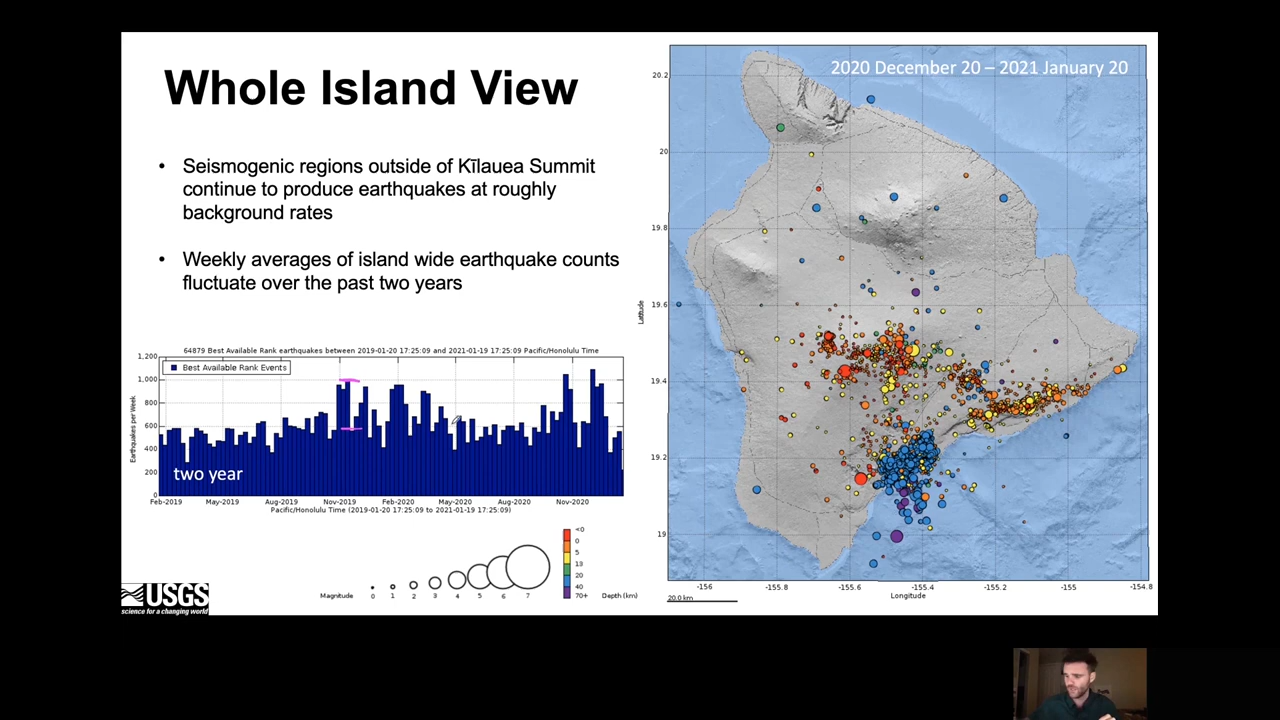 Whole Island View
• Seismogenic regions outside of Kīlauea Summit
continue to produce earthquakes at roughly
background rates
• Weekly averages of island wide earthquake counts
fluctuate over the past two years
64879 Best Available Rank earthquakes between 2019-01-20 17:25:09 and 2021-01-19 17:25:09 Pacific/Honolulu Time
Best Available Rank Events
Earthquakes per Week
1,200
1,000
800
600
400
200
0
two year
Feb-2019 May-2019 Aug-2019 Nov-2019 Feb-2020 May-2020 Aug-2020 Nov-2020
Pacific/Honolulu Time (2019-01-20 17:25:09 to 2021-01-19 17:25:09)
Magnitude 0 1 2 3 4 5 6 7
<0
0
5
13
20
40
70+
Depth (km)
USGS
science for a changing world
2020 December 20 – 2021 January 20
Latitude
20.2
20
19.8
19.6
19.4
19.2
19
-156 -155.8 -155.6 -155.4 -155.2 -155 -154.8
Longitude
20.0 km